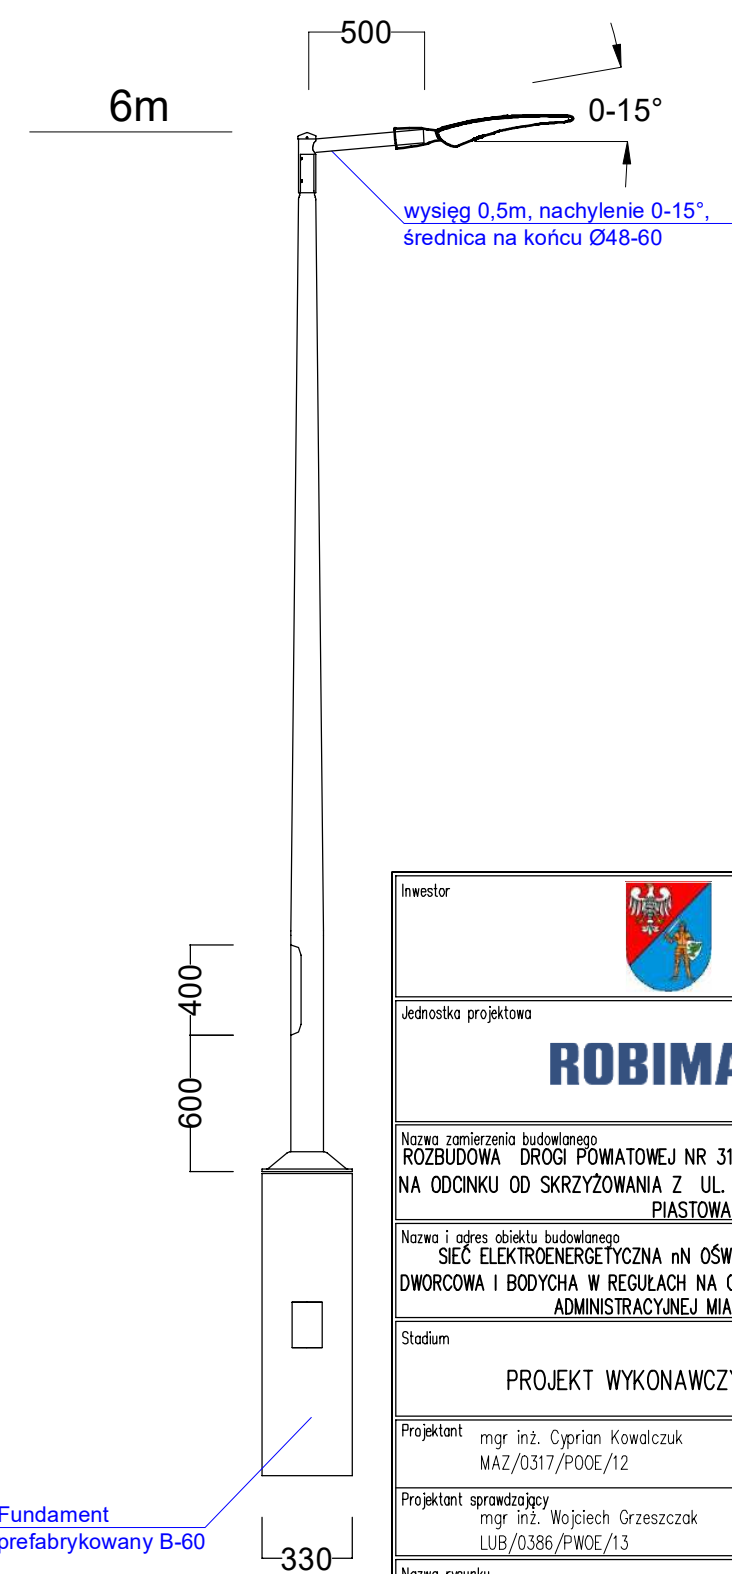 500
6m
0-15°
wysięg 0,5m, nachylenie 0-15°,
średnica na końcu Ø48-60
400
600
Fundament
prefabrykowany B-60
330
Inwestor
Jednostka projektowa
ROBIMA
Nazwa zamierzenia budowlanego
ROZBUDOWA DROGI POWIATOWEJ NR 31
NA ODCINKU OD SKRZYŻOWANIA Z UL.
PIASTOWA
Nazwa i adres obiektu budowlanego
SIEĆ ELEKTROENERGETYCZNA nN OŚW
DWORCOWA I BODYCHA W REGUŁACH NA
ADMINISTRACYJNEJ MIA
Stadium
PROJEKT WYKONAWCZY
Projektant
mgr inż. Cyprian Kowalczuk
MAZ/0317/POOE/12
Projektant sprawdzający
mgr inż. Wojciech Grzeszczak
LUB/0386/PWOE/13
Nazwa rysunku